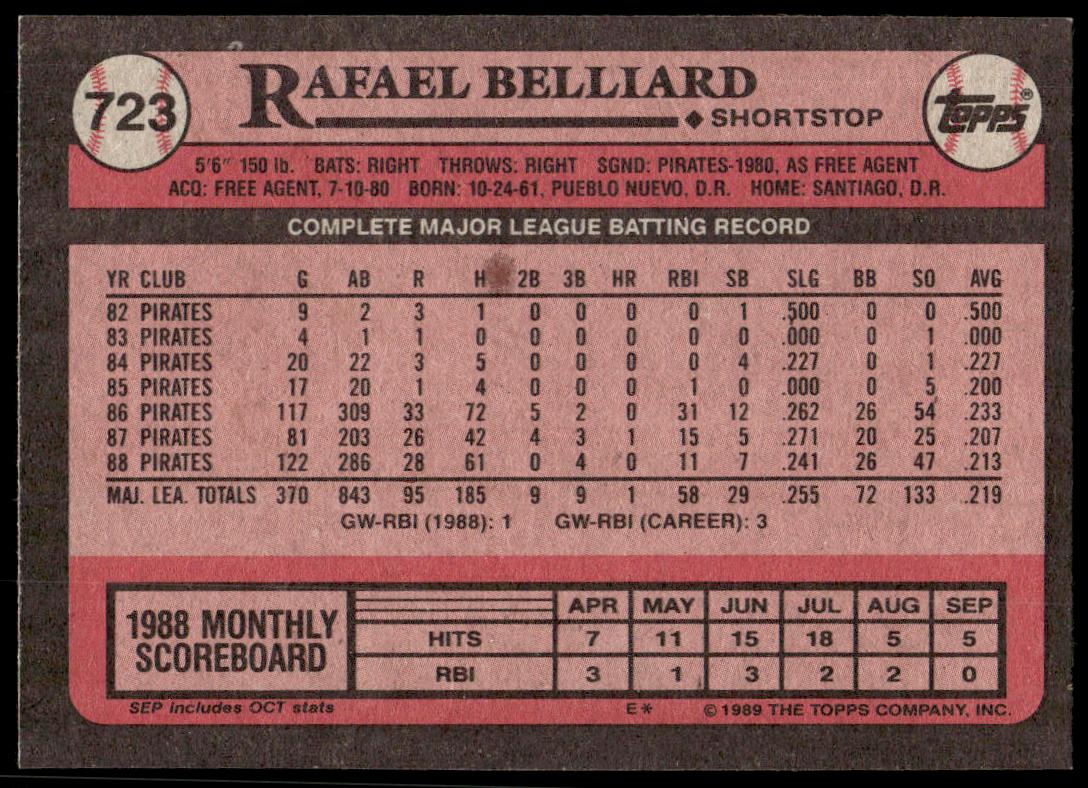 723
RAFAEL BELLIARD
◆ SHORTSTOP
TOPPS®
5'6" 150 lb. BATS: RIGHT THROWS: RIGHT SGND: PIRATES-1980, AS FREE AGENT
ACQ: FREE AGENT, 7-10-80 BORN: 10-24-61, PUEBLO NUEVO, D.R. HOME: SANTIAGO, D.R.
COMPLETE MAJOR LEAGUE BATTING RECORD
YR CLUB G AB R H 2B 3B HR RBI SB SLG BB SO AVG
82 PIRATES 9 2 3 1 0 0 0 0 1 .500 0 0 .500
83 PIRATES 4 1 1 0 0 0 0 0 0 .000 0 1 .000
84 PIRATES 20 22 3 5 0 0 0 0 4 .227 0 1 .227
85 PIRATES 17 20 1 4 0 0 0 1 0 .000 0 5 .200
86 PIRATES 117 309 33 72 5 2 0 31 12 .262 26 54 .233
87 PIRATES 81 203 26 42 4 3 1 15 5 .271 20 25 .207
88 PIRATES 122 286 28 61 0 4 0 11 7 .241 26 47 .213
MAJ. LEA. TOTALS 370 843 95 185 9 9 1 58 29 .255 72 133 .219
GW-RBI (1988): 1 GW-RBI (CAREER): 3
1988 MONTHLY SCOREBOARD
APR MAY JUN JUL AUG SEP
HITS 7 11 15 18 5 5
RBI 3 1 3 2 2 0
SEP includes OCT stats
E* © 1989 THE TOPPS COMPANY, INC.